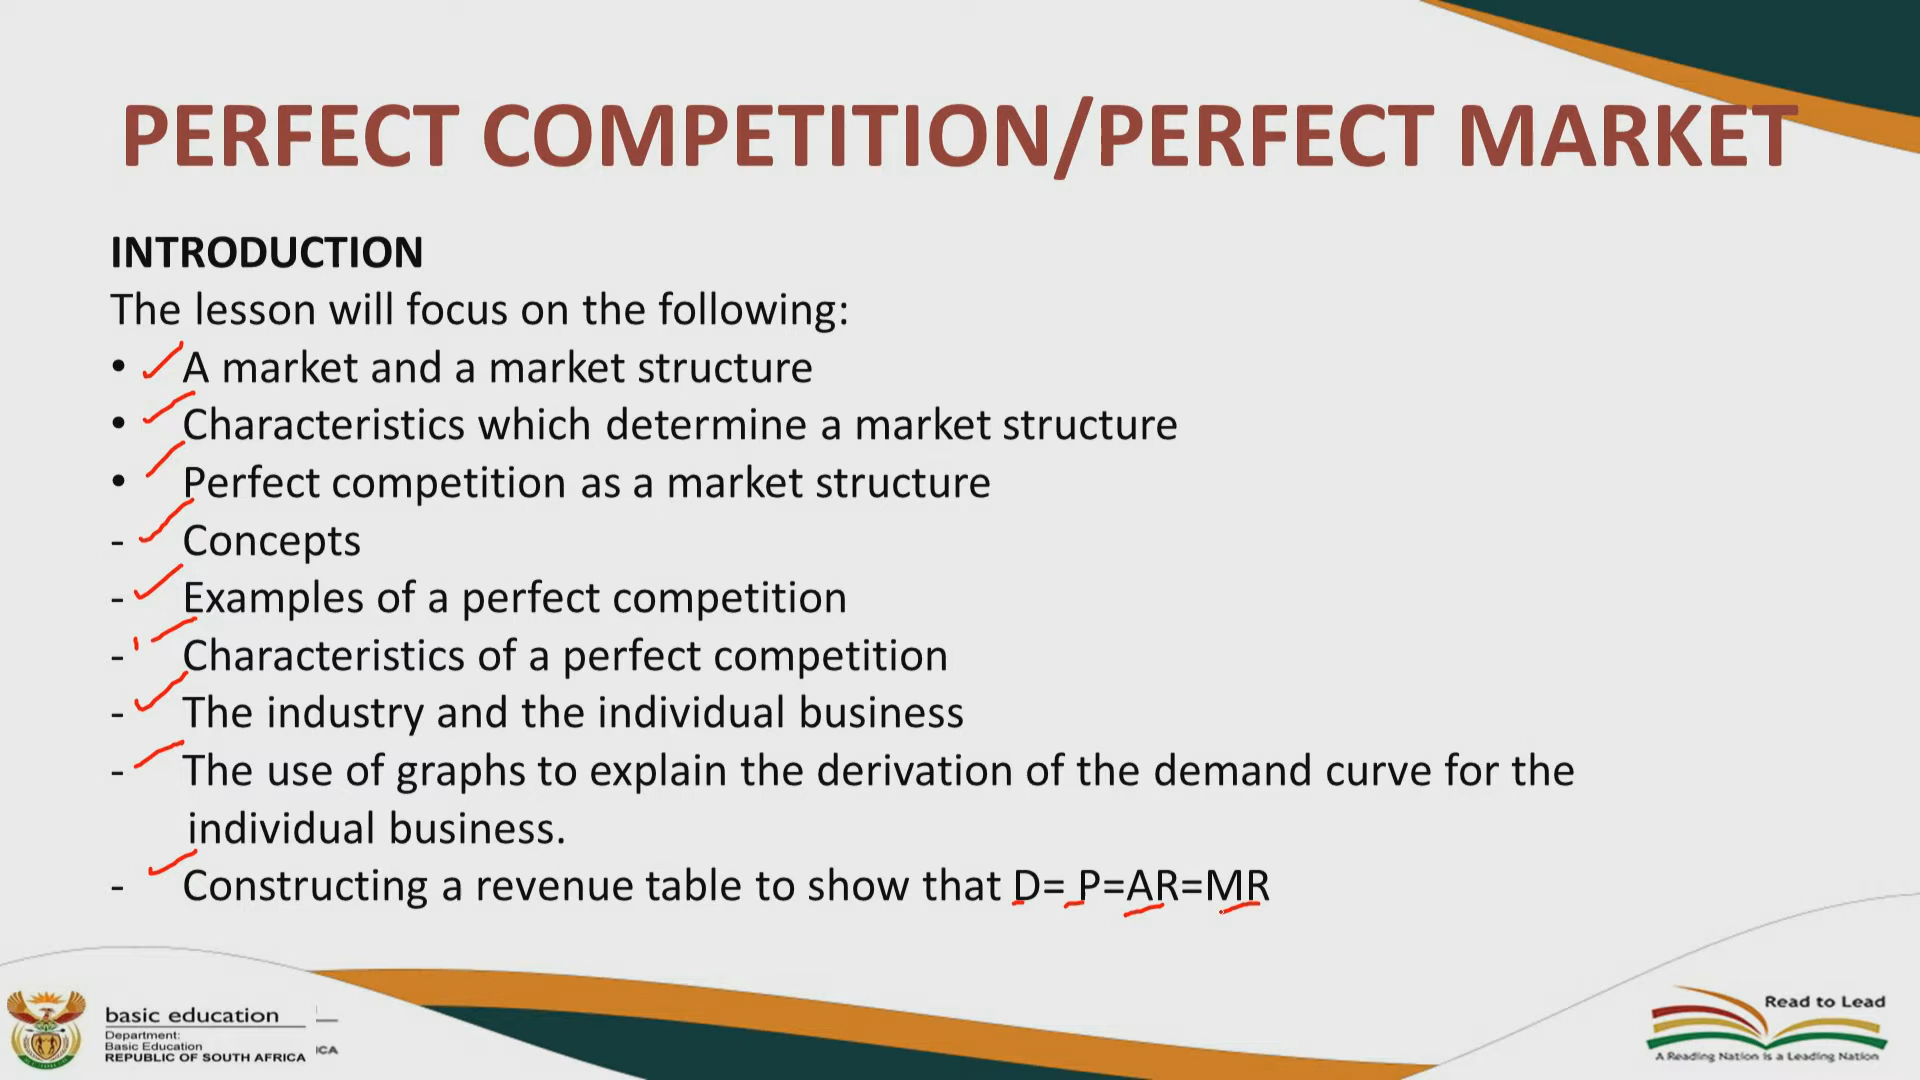 PERFECT COMPETITION/PERFECT MARKET
INTRODUCTION
The lesson will focus on the following:
• A market and a market structure
• Characteristics which determine a market structure
• Perfect competition as a market structure
- Concepts
- Examples of a perfect competition
- Characteristics of a perfect competition
- The industry and the individual business
- The use of graphs to explain the derivation of the demand curve for the
individual business.
- Constructing a revenue table to show that D= P=AR=MR
basic education
Department:
Basic Education
REPUBLIC OF SOUTH AFRICA
ICA
Read to Lead
A Reading Nation is a Leading Nation